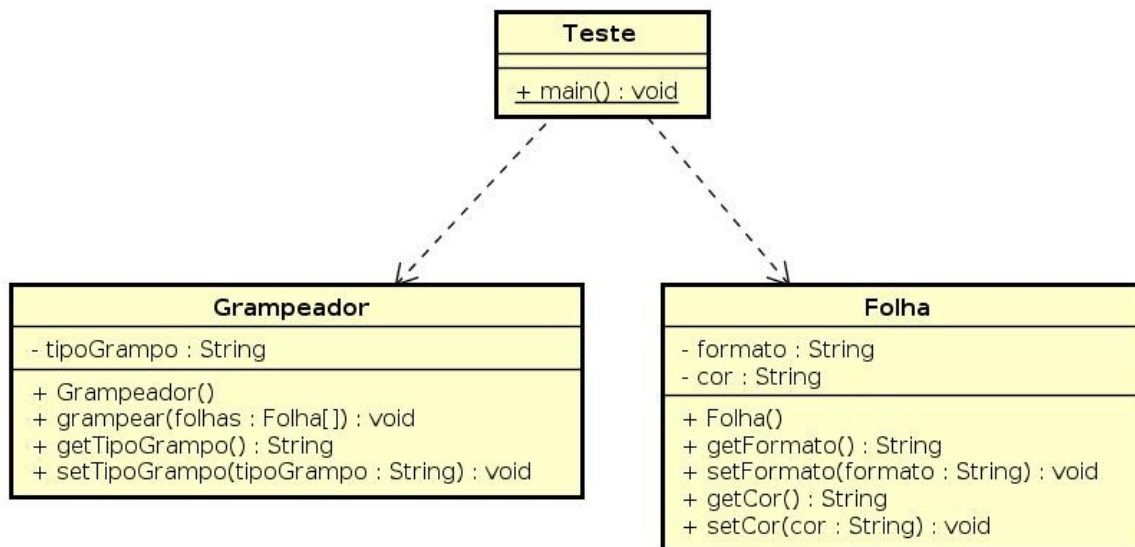 Teste
+ main() : void
Grampeador
- tipoGrampo : String
+ Grampeador()
+ grampear(folhas : Folha[]) : void
+ getTipoGrampo() : String
+ setTipoGrampo(tipoGrampo : String) : void
Folha
- formato : String
- cor : String
+ Folha()
+ getFormato() : String
+ setFormato(formato : String) : void
+ getCor() : String
+ setCor(cor : String) : void